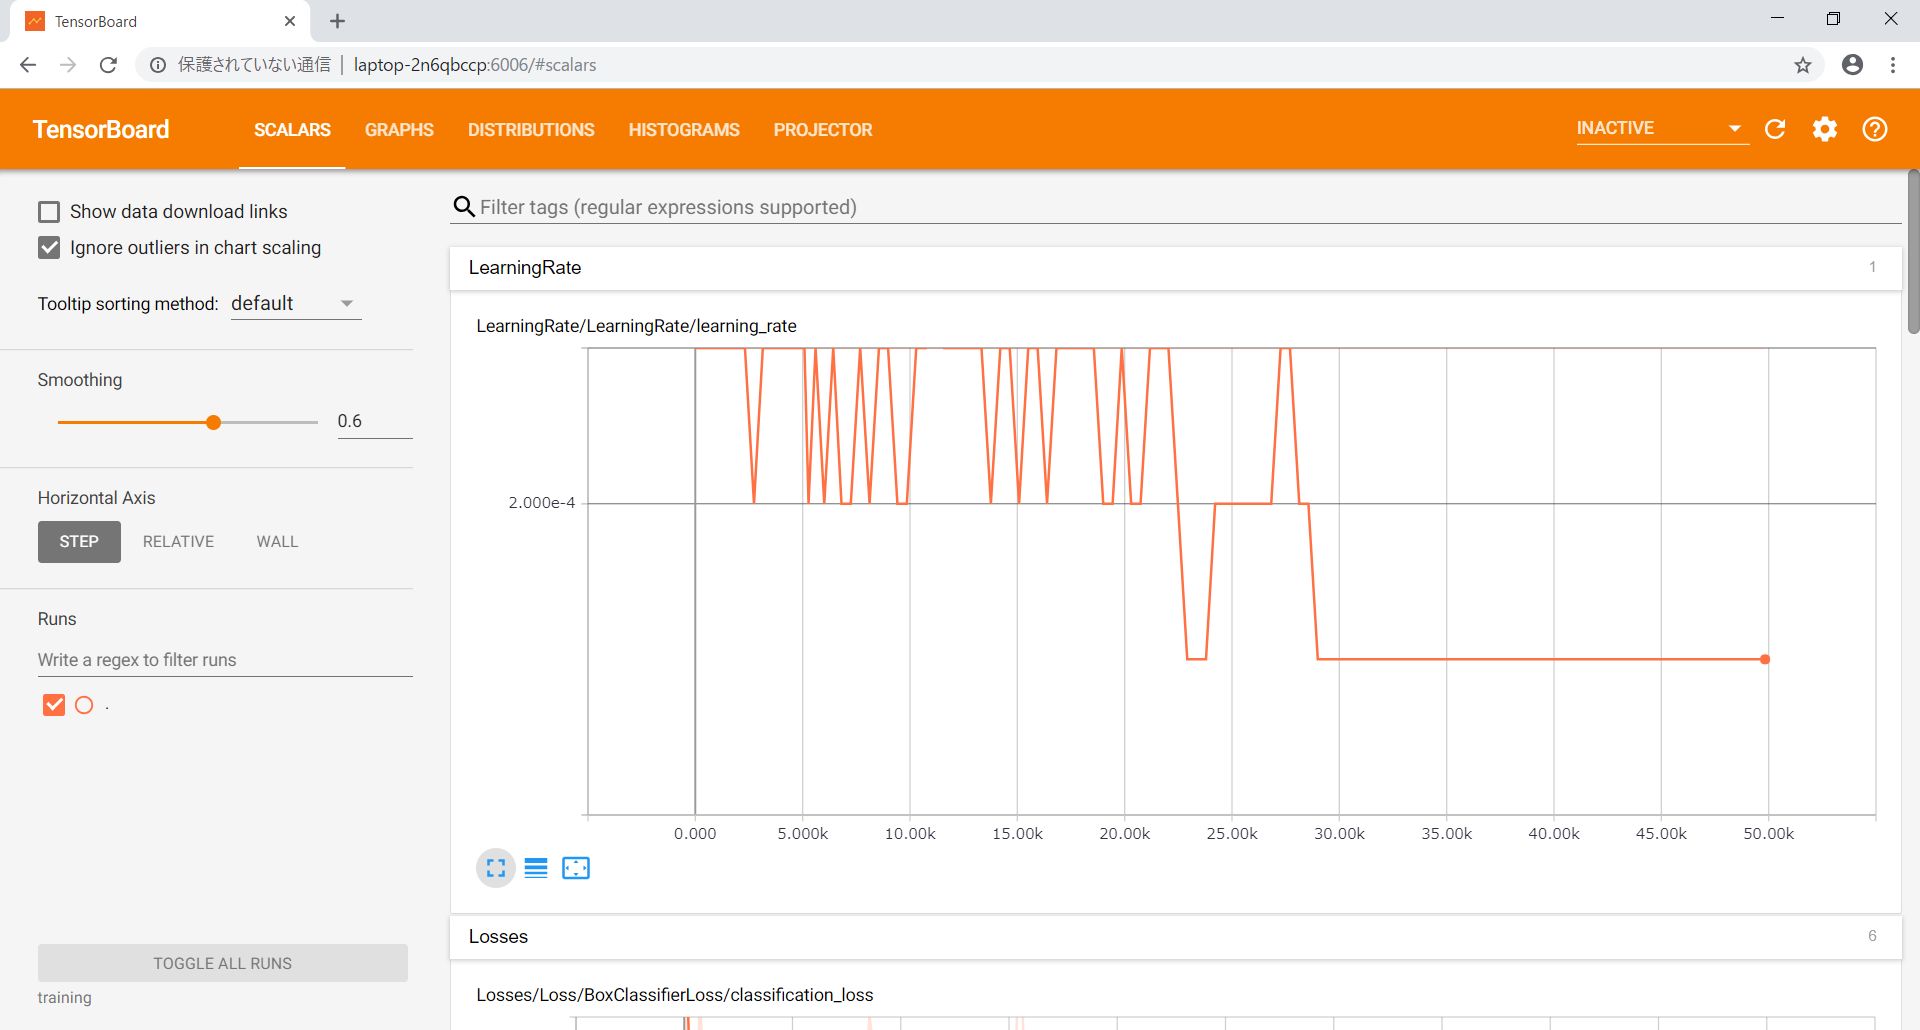 TensorBoard
保護されていない通信 | laptop-2n6qbccp:6006/#scalars
TensorBoard SCALARS GRAPHS DISTRIBUTIONS HISTOGRAMS PROJECTOR INACTIVE
Show data download links
Ignore outliers in chart scaling
Tooltip sorting method: default
Smoothing
0.6
Horizontal Axis
STEP RELATIVE WALL
Runs
Write a regex to filter runs
.
TOGGLE ALL RUNS
training
Filter tags (regular expressions supported)
LearningRate 1
LearningRate/LearningRate/learning_rate
2.000e-4
0.000 5.000k 10.00k 15.00k 20.00k 25.00k 30.00k 35.00k 40.00k 45.00k 50.00k
Losses 6
Losses/Loss/BoxClassifierLoss/classification_loss